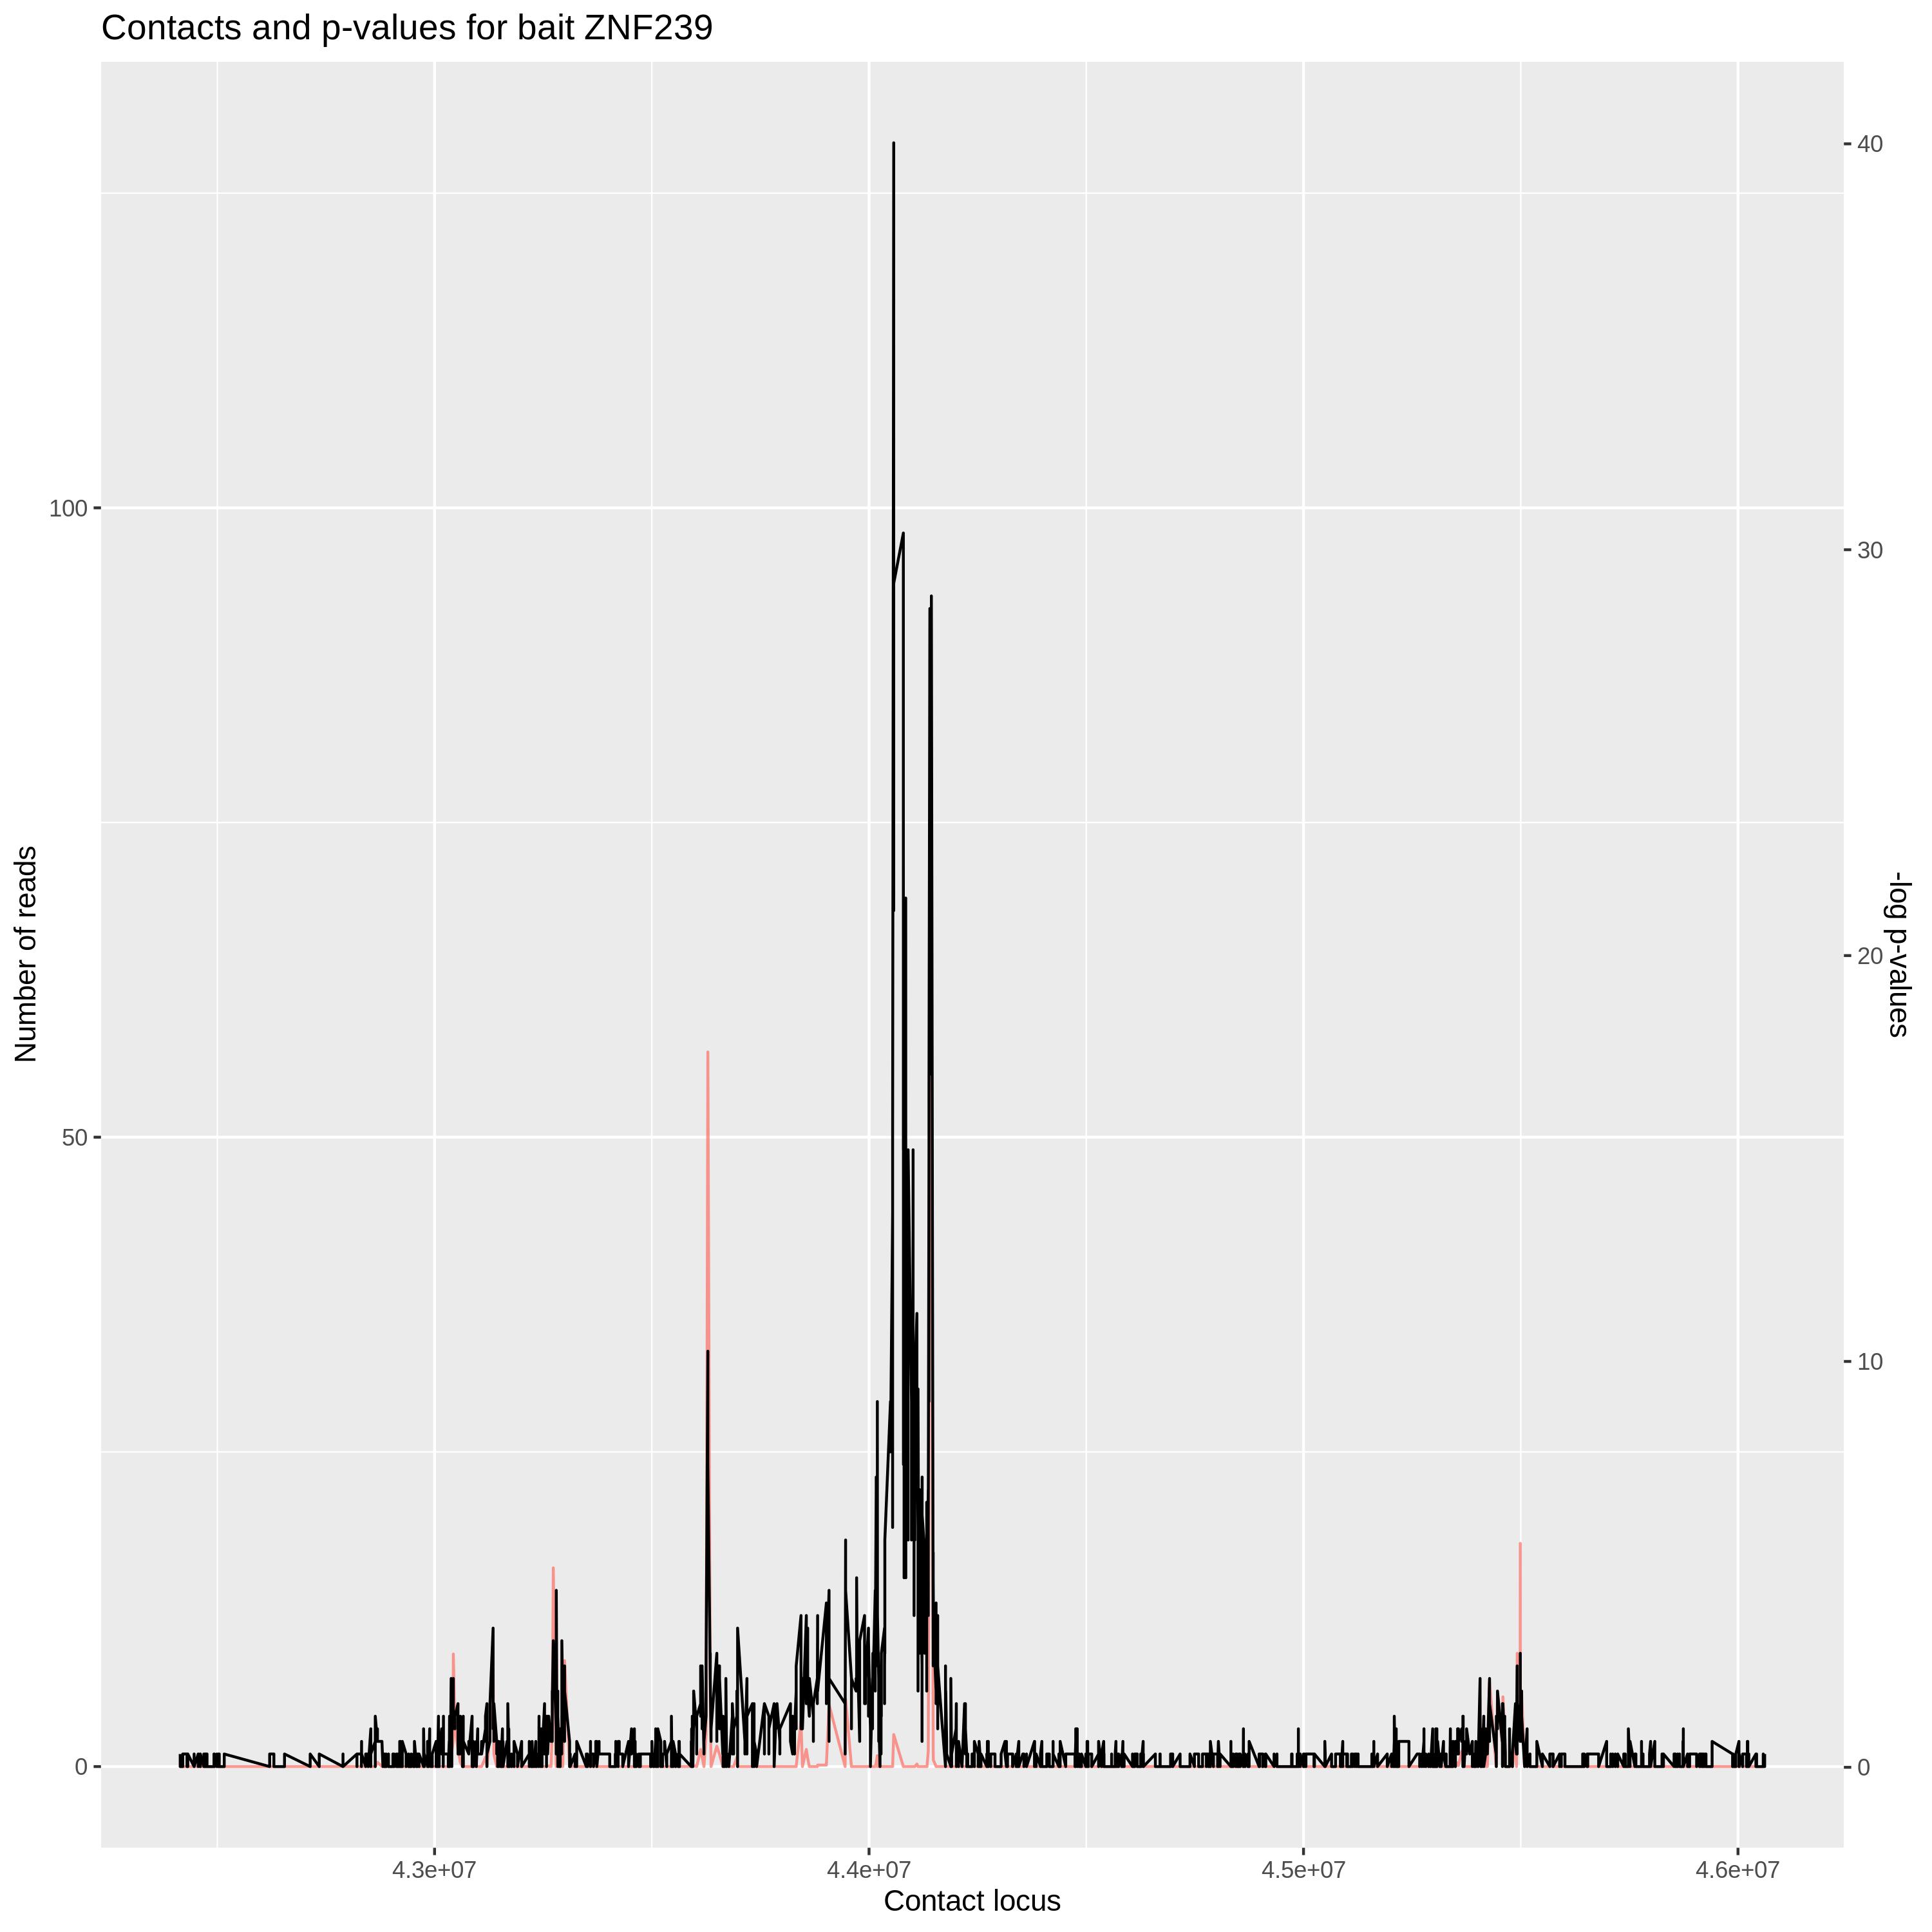 Contacts and p-values for bait ZNF239
40
100
30
Number of reads
-log p-values
20
50
10
0
0
4.3e+07
4.4e+07
4.5e+07
4.6e+07
Contact locus